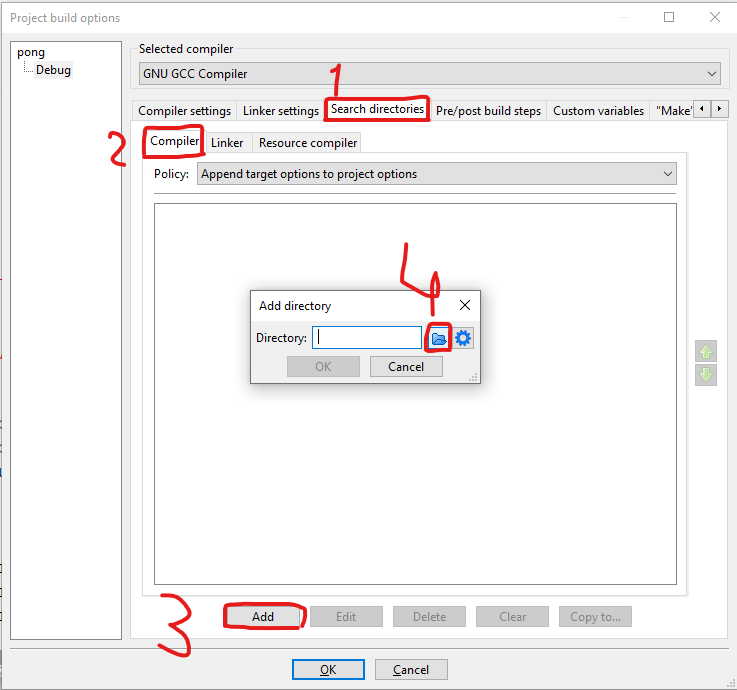 Project build options
pong
Debug
Selected compiler
GNU GCC Compiler
1
Compiler settings Linker settings Search directories Pre/post build steps Custom variables "Make'
2
Compiler Linker Resource compiler
Policy: Append target options to project options
4
Add directory
Directory:
OK Cancel
3
Add Edit Delete Clear Copy to...
OK Cancel